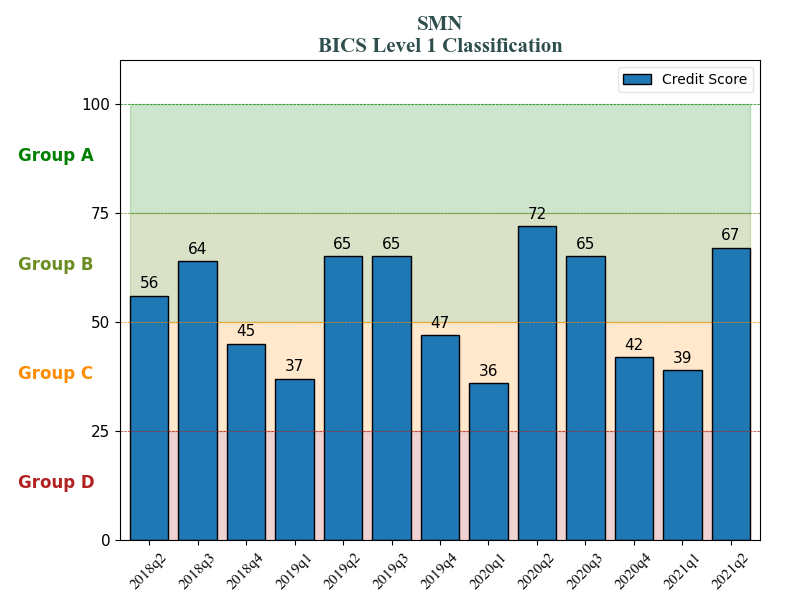 SMN
BICS Level 1 Classification
Credit Score
100
Group A
75
72
67
64
65
65
65
Group B
56
50
47
45
42
39
37
36
Group C
25
Group D
0
2018q2
2018q3
2018q4
2019q1
2019q2
2019q3
2019q4
2020q1
2020q2
2020q3
2020q4
2021q1
2021q2